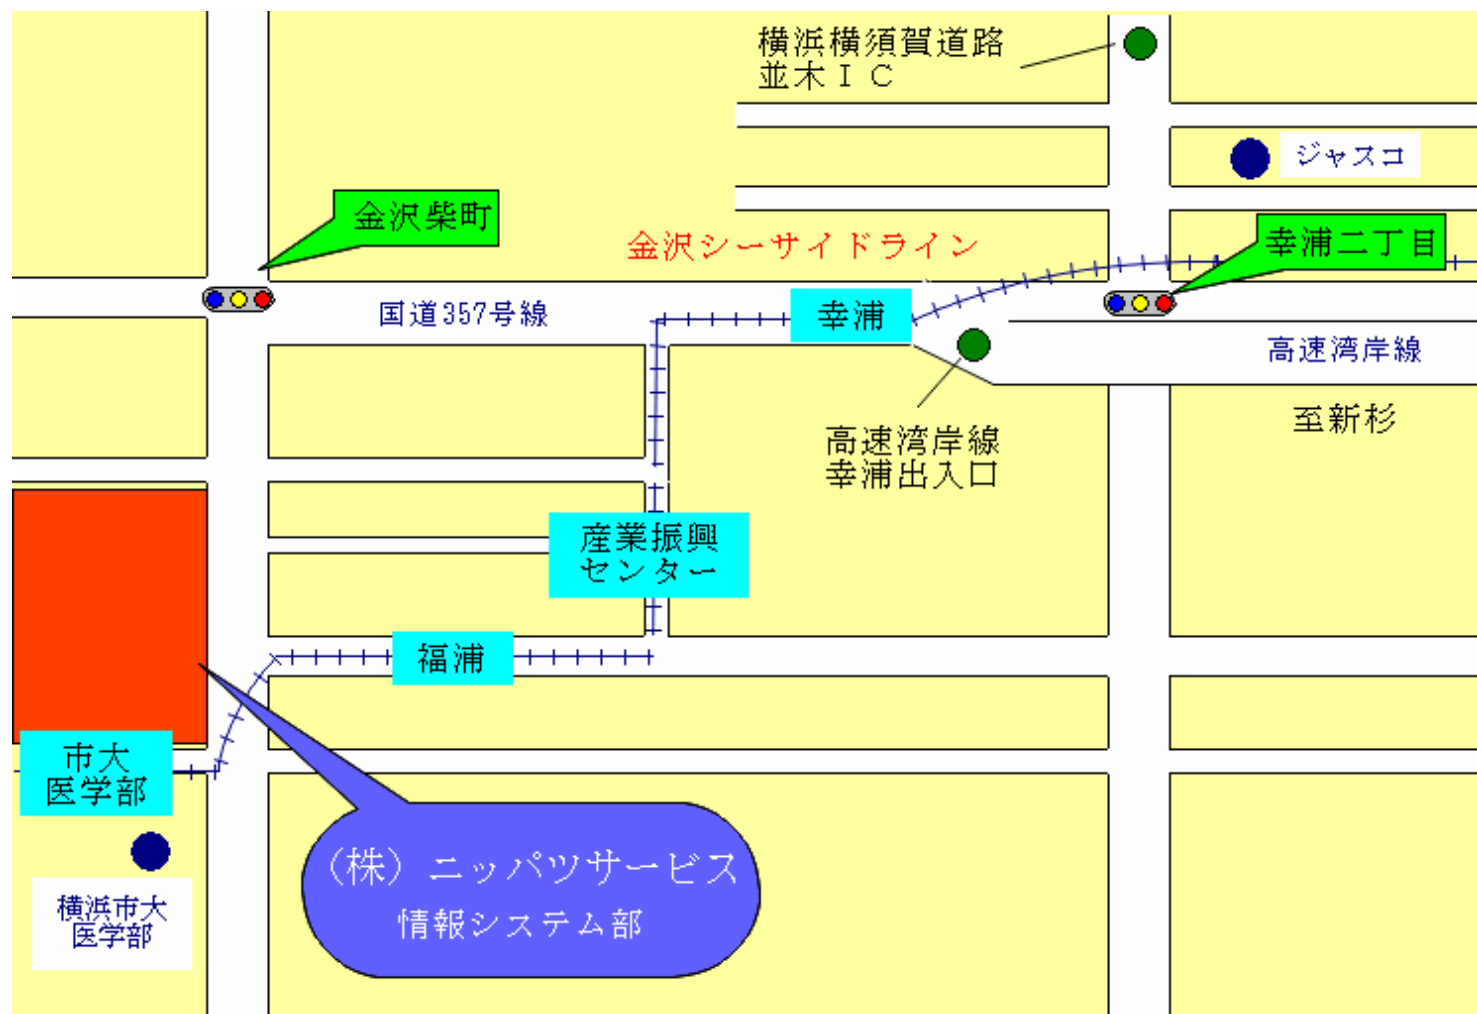 横浜横須賀道路
並木ＩＣ
ジャスコ
金沢柴町
金沢シーサイドライン
幸浦二丁目
国道357号線
幸浦
高速湾岸線
至新杉
高速湾岸線
幸浦出入口
産業振興
センター
福浦
市大
医学部
（株）ニッパツサービス
情報システム部
横浜市大
医学部